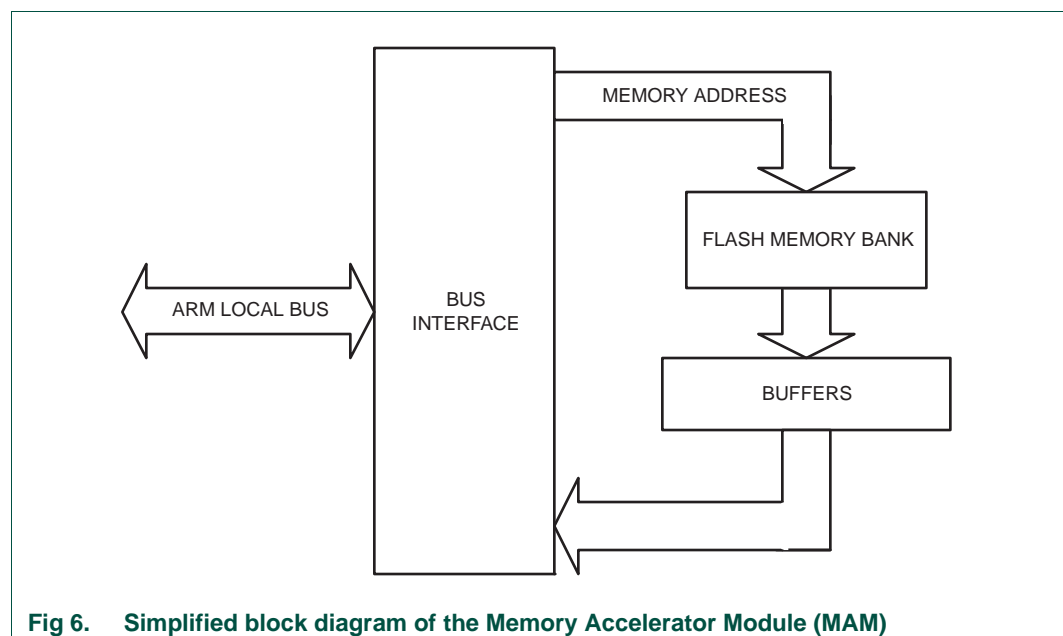 MEMORY ADDRESS
FLASH MEMORY BANK
ARM LOCAL BUS
BUS
INTERFACE
BUFFERS
Fig 6. Simplified block diagram of the Memory Accelerator Module (MAM)